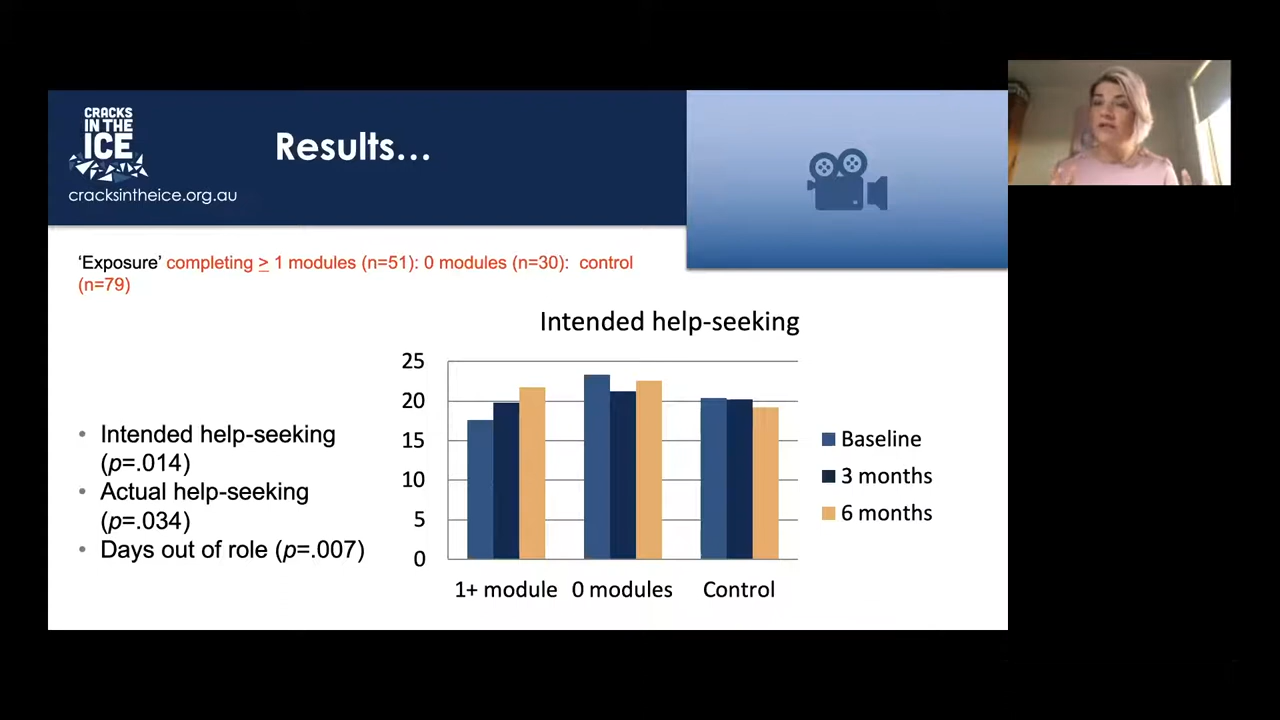 CRACKS
IN THE
ICE
cracksintheice.org.au
Results...
‘Exposure’ completing ≥ 1 modules (n=51): 0 modules (n=30): control
(n=79)
• Intended help-seeking
(p=.014)
• Actual help-seeking
(p=.034)
• Days out of role (p=.007)
Intended help-seeking
25
20
15
10
5
0
1+ module 0 modules Control
Baseline
3 months
6 months